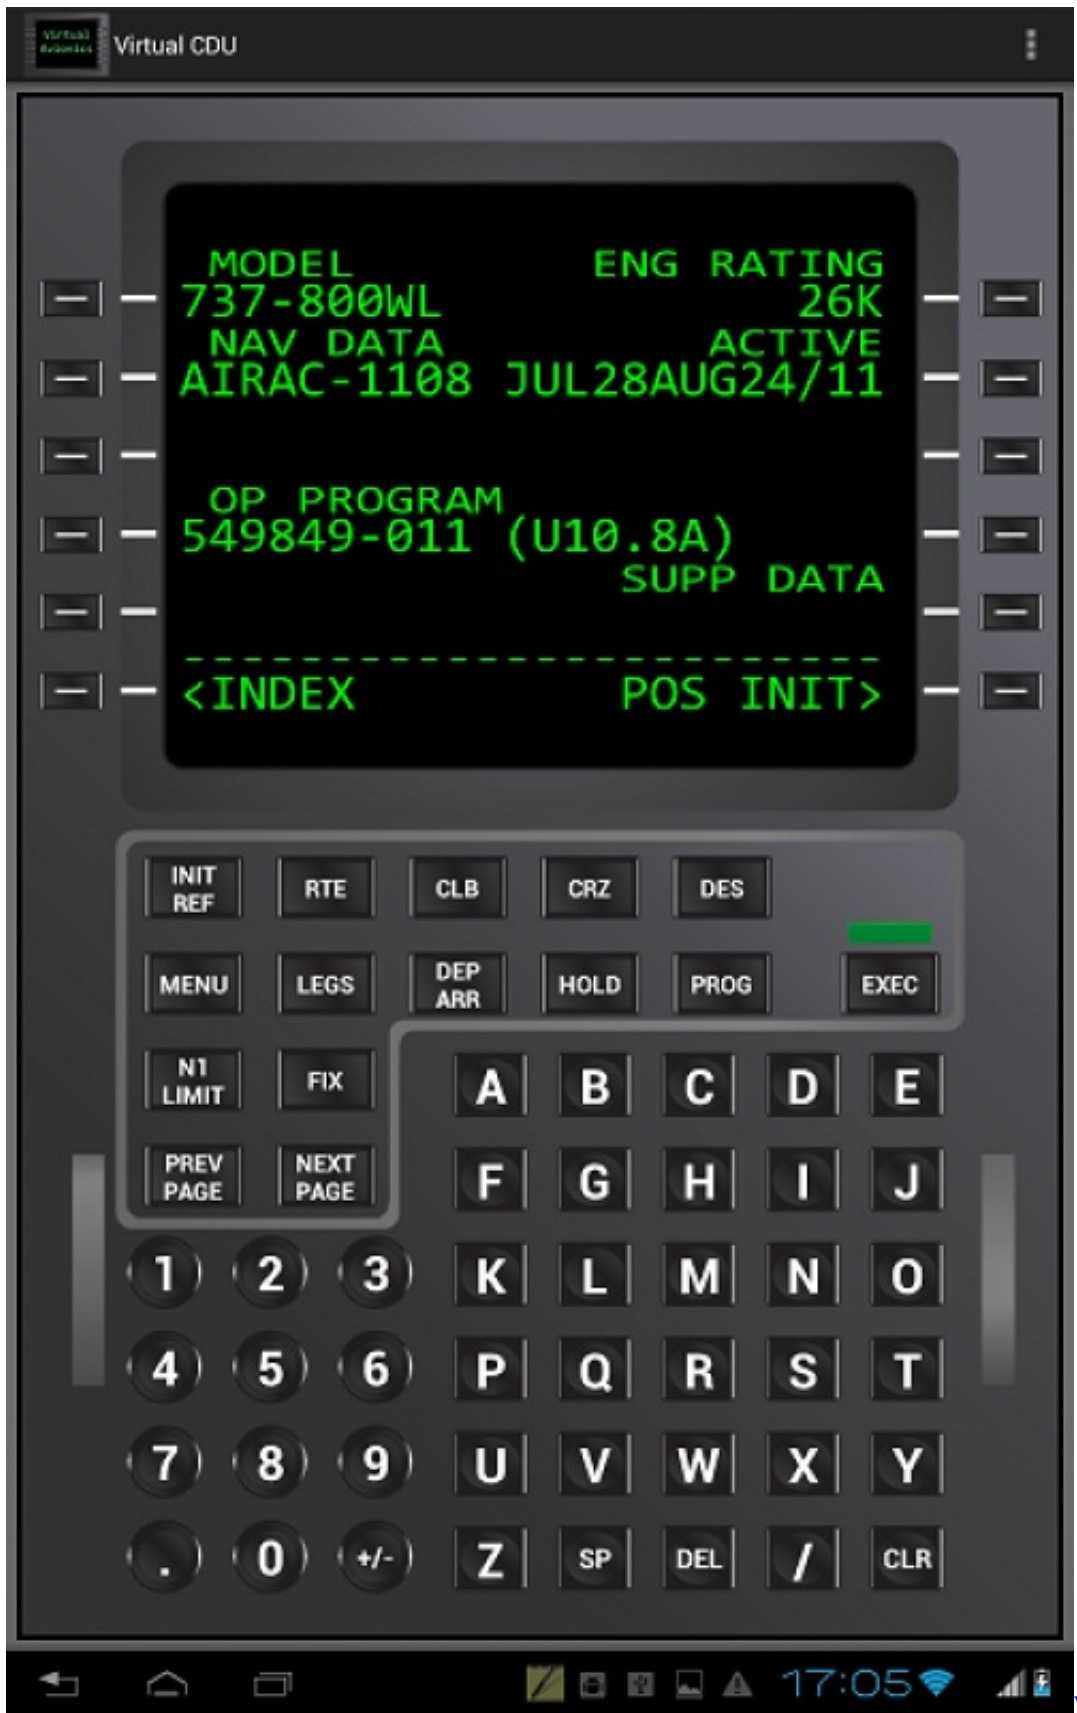 Virtual Avionics
Virtual CDU
MODEL ENG RATING
737-800WL 26K
NAV DATA ACTIVE
AIRAC-1108 JUL28AUG24/11
OP PROGRAM
549849-011 (U10.8A)
SUPP DATA
------------------------
<INDEX POS INIT>
INIT REF RTE CLB CRZ DES
MENU LEGS DEP ARR HOLD PROG EXEC
N1 LIMIT FIX
PREV PAGE NEXT PAGE
A B C D E
F G H I J
1 2 3 K L M N O
4 5 6 P Q R S T
7 8 9 U V W X Y
. 0 +/- Z SP DEL / CLR
17:05